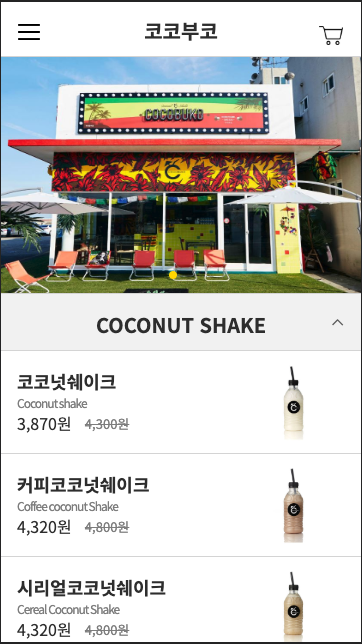 코코부코
COCOBUKO
COCONUT SHAKE
코코넛쉐이크
Coconut shake
3,870원 4,300원
커피코코넛쉐이크
Coffee coconut Shake
4,320원 4,800원
시리얼코코넛쉐이크
Cereal Coconut Shake
4,320원 4,800원